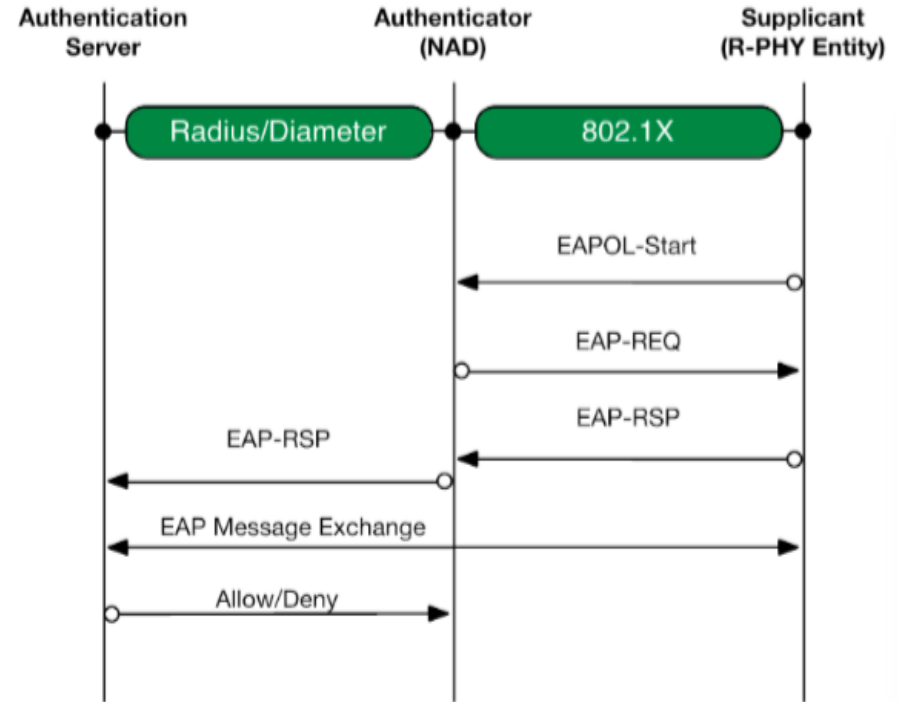 Authentication
Server
Authenticator
(NAD)
Supplicant
(R-PHY Entity)
Radius/Diameter
802.1X
EAPOL-Start
EAP-REQ
EAP-RSP
EAP-RSP
EAP Message Exchange
Allow/Deny